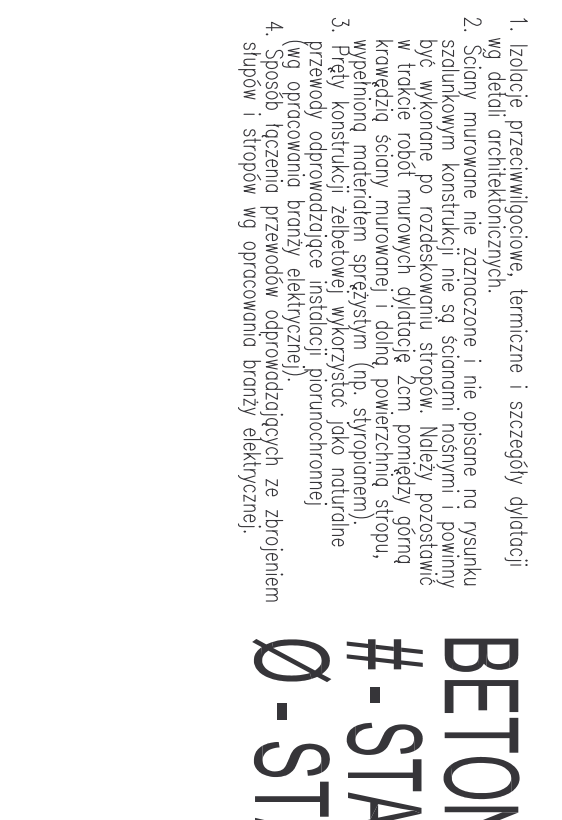 1. Izolacje przeciwwilgociowe, termiczne i szczegóły dylatacji
wg detali architektonicznych.
2. Ściany murowane nie zaznaczone i nie opisane na rysunku
szalunkowym konstrukcji nie są ścianami nośnymi i powinny
być wykonane po rozdeskowaniu stropów. Należy pozostawić
w trakcie robót murowych dylatację 2cm pomiędzy górną
krawędzią ściany murowanej i dolną powierzchnią stropu,
wypełnioną materiałem sprężystym (np. styropianem).
3. Pręty konstrukcji żelbetowej wykorzystać jako naturalne
przewody odprowadzające instalacji piorunochronnej
(wg opracowania branży elektrycznej).
4. Sposób łączenia przewodów odprowadzających ze zbrojeniem
słupów i stropów wg opracowania branży elektrycznej.
BETON
# - STA
Ø - STA